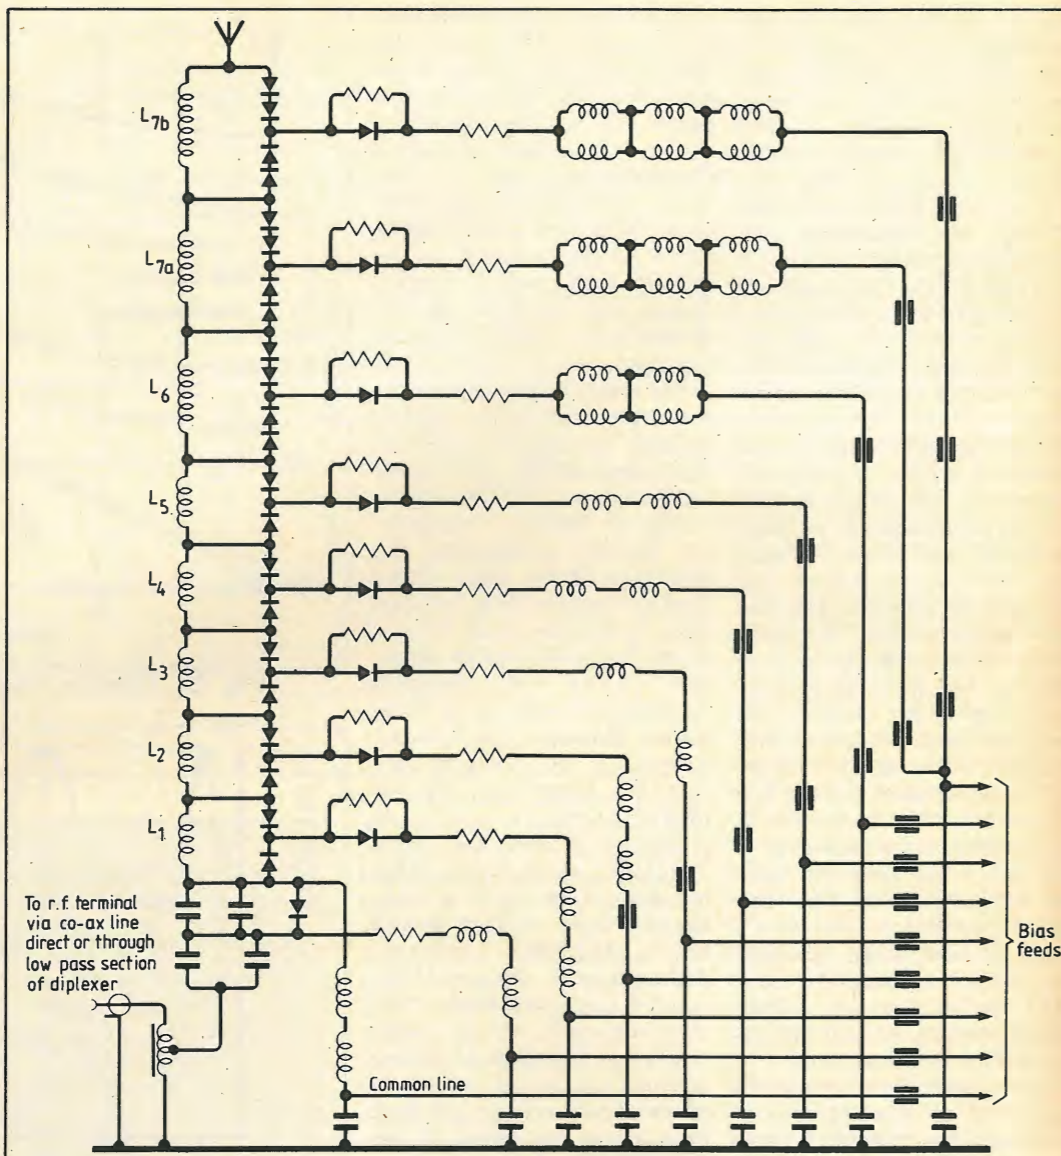 L7b
L7a
L6
L5
L4
L3
L2
L1
To r.f. terminal
via co-ax line
direct or through
low pass section
of diplexer
Bias
feeds
Common line